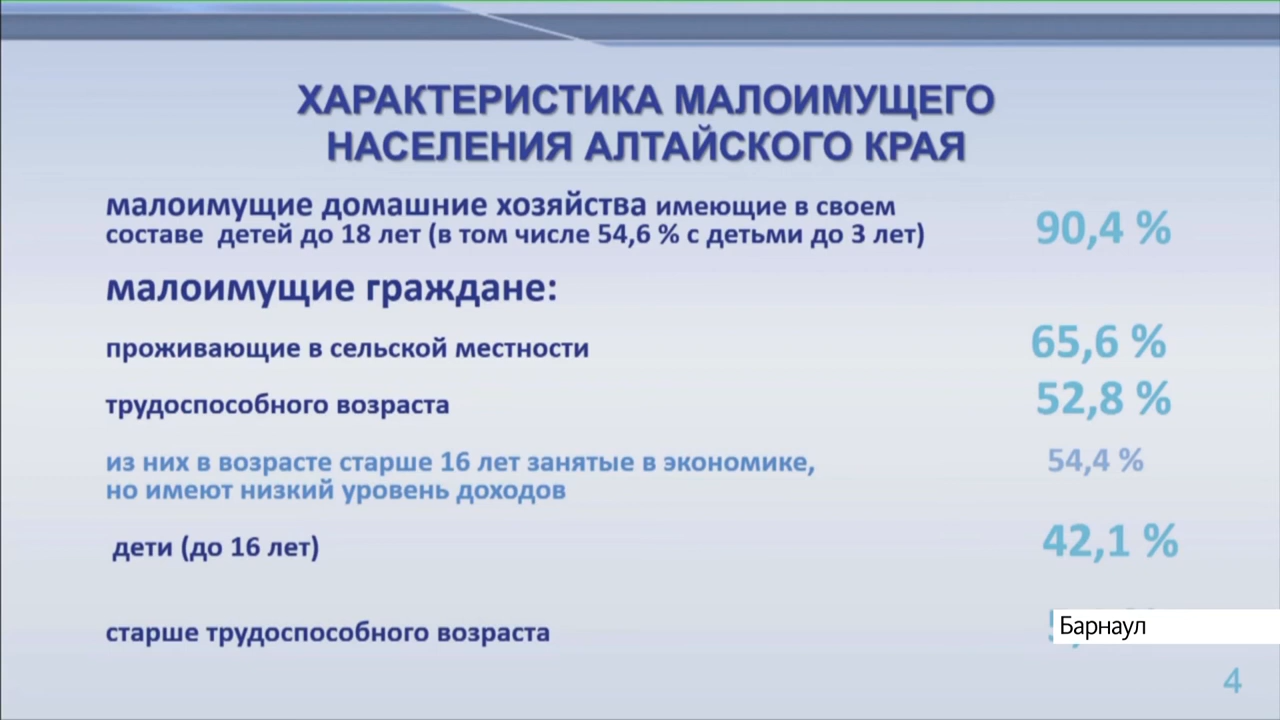 ХАРАКТЕРИСТИКА МАЛОИМУЩЕГО
НАСЕЛЕНИЯ АЛТАЙСКОГО КРАЯ
малоимущие домашние хозяйства имеющие в своем
составе детей до 18 лет (в том числе 54,6 % с детьми до 3 лет)
90,4 %
малоимущие граждане:
проживающие в сельской местности
65,6 %
трудоспособного возраста
52,8 %
из них в возрасте старше 16 лет занятые в экономике,
но имеют низкий уровень доходов
54,4 %
дети (до 16 лет)
42,1 %
старше трудоспособного возраста
Барнаул
4